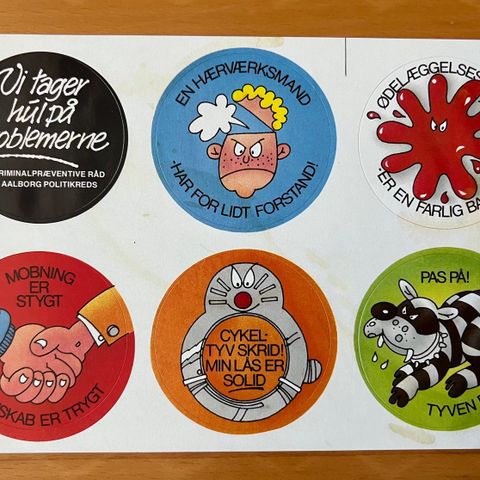 Vi tager
hul på
oblemerne
RIMINALPRÆVENTIVE RÅD
AALBORG POLITIKREDS
EN HÆRVÆRKSMAND
-HAR FOR LIDT FORSTAND!
ØDELÆGGELSES
-ER EN FARLIG BA
MOBNING
ER
STYGT
SKAB ER TRYGT
CYKEL-
TYV SKRID!
MIN LÅS ER
SOLID
PAS PÅ!
TYVEN E